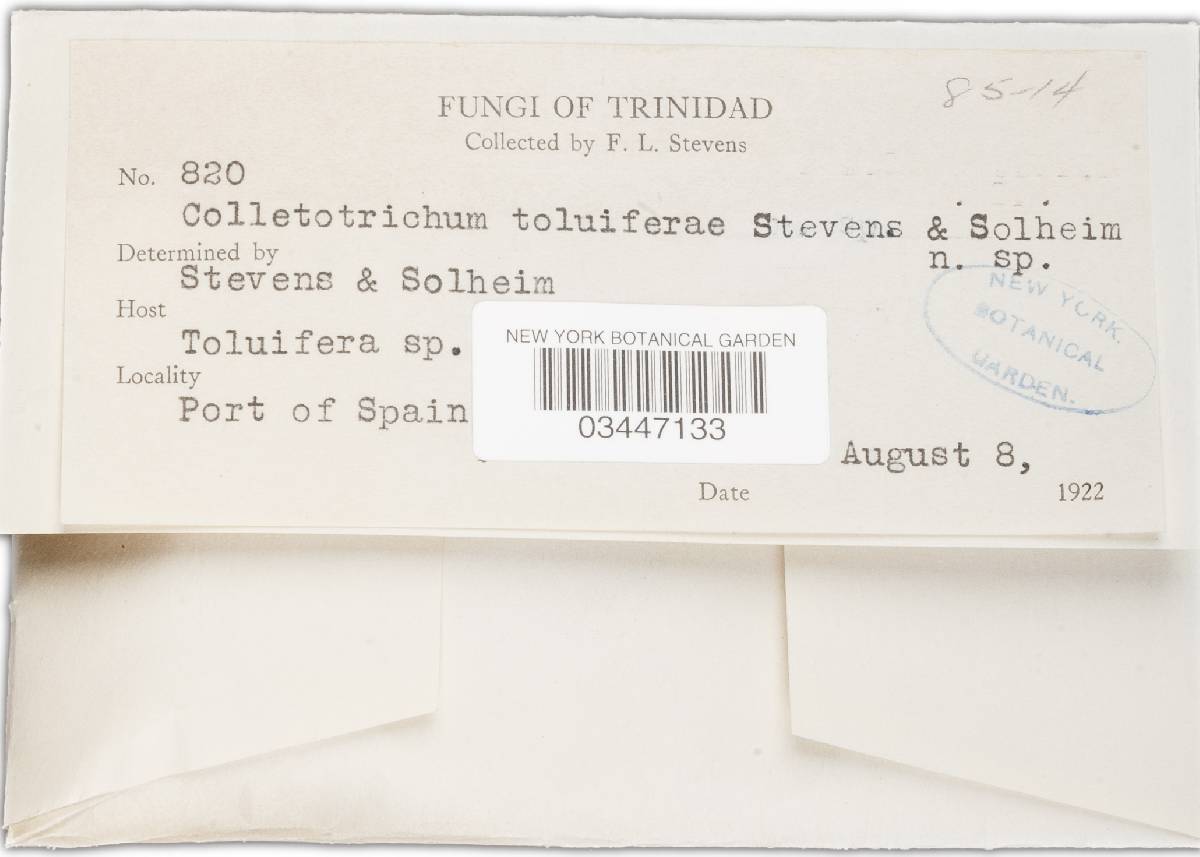 85-14
FUNGI OF TRINIDAD
Collected by F. L. Stevens
No. 820
Colletotrichum toluiferae Stevens & Solheim
n. sp.
Determined by
Stevens & Solheim
Host
Toluifera sp.
Locality
Port of Spain
NEW YORK BOTANICAL GARDEN
03447133
NEW YORK
BOTANICAL
GARDEN.
August 8,
Date 1922